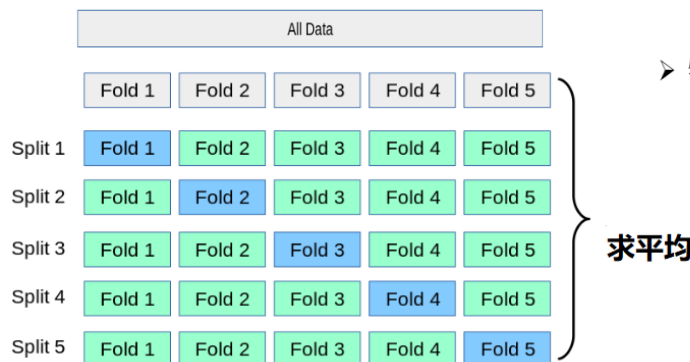 All Data
Fold 1 Fold 2 Fold 3 Fold 4 Fold 5
Split 1 Fold 1 Fold 2 Fold 3 Fold 4 Fold 5
Split 2 Fold 1 Fold 2 Fold 3 Fold 4 Fold 5
Split 3 Fold 1 Fold 2 Fold 3 Fold 4 Fold 5
求平均
Split 4 Fold 1 Fold 2 Fold 3 Fold 4 Fold 5
Split 5 Fold 1 Fold 2 Fold 3 Fold 4 Fold 5